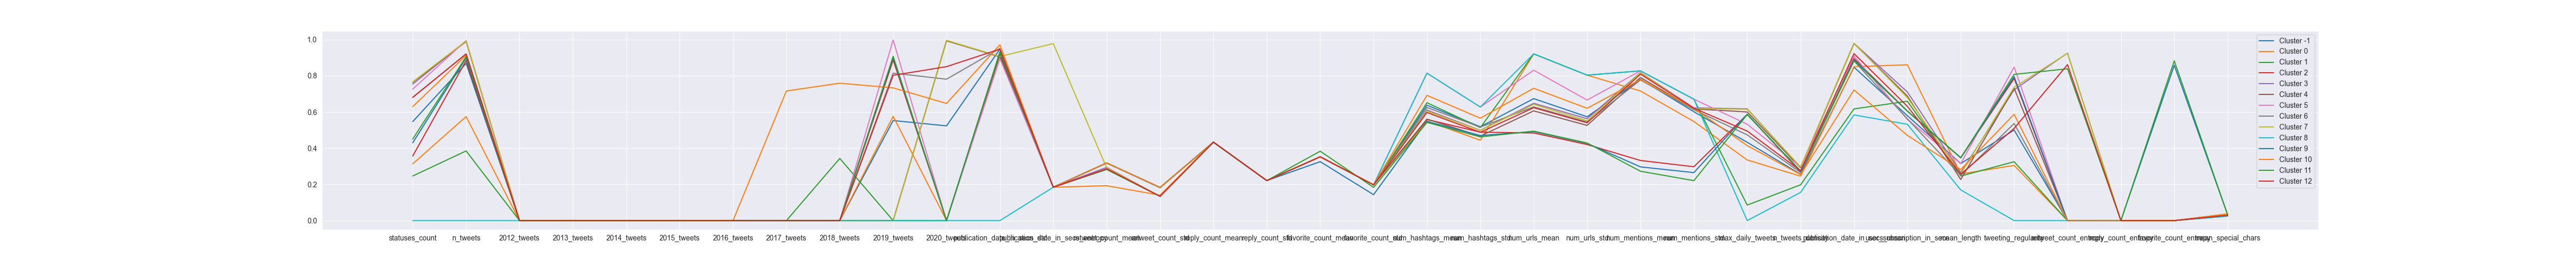 1.0
0.8
0.6
0.4
0.2
0.0
Cluster -1
Cluster 0
Cluster 1
Cluster 2
Cluster 3
Cluster 4
Cluster 5
Cluster 6
Cluster 7
Cluster 8
Cluster 9
Cluster 10
Cluster 11
Cluster 12
statuses_count n_tweets 2012_tweets 2013_tweets 2014_tweets 2015_tweets 2016_tweets 2017_tweets 2018_tweets 2019_tweets 2020_tweets retweet_count_std reply_count_mean reply_count_std favorite_count_mean favorite_count_std num_hashtags_mean num_hashtags_std num_urls_mean num_urls_std num_mentions_mean num_mentions_std max_daily_tweets mean_length tweeting_regularity mean_special_chars